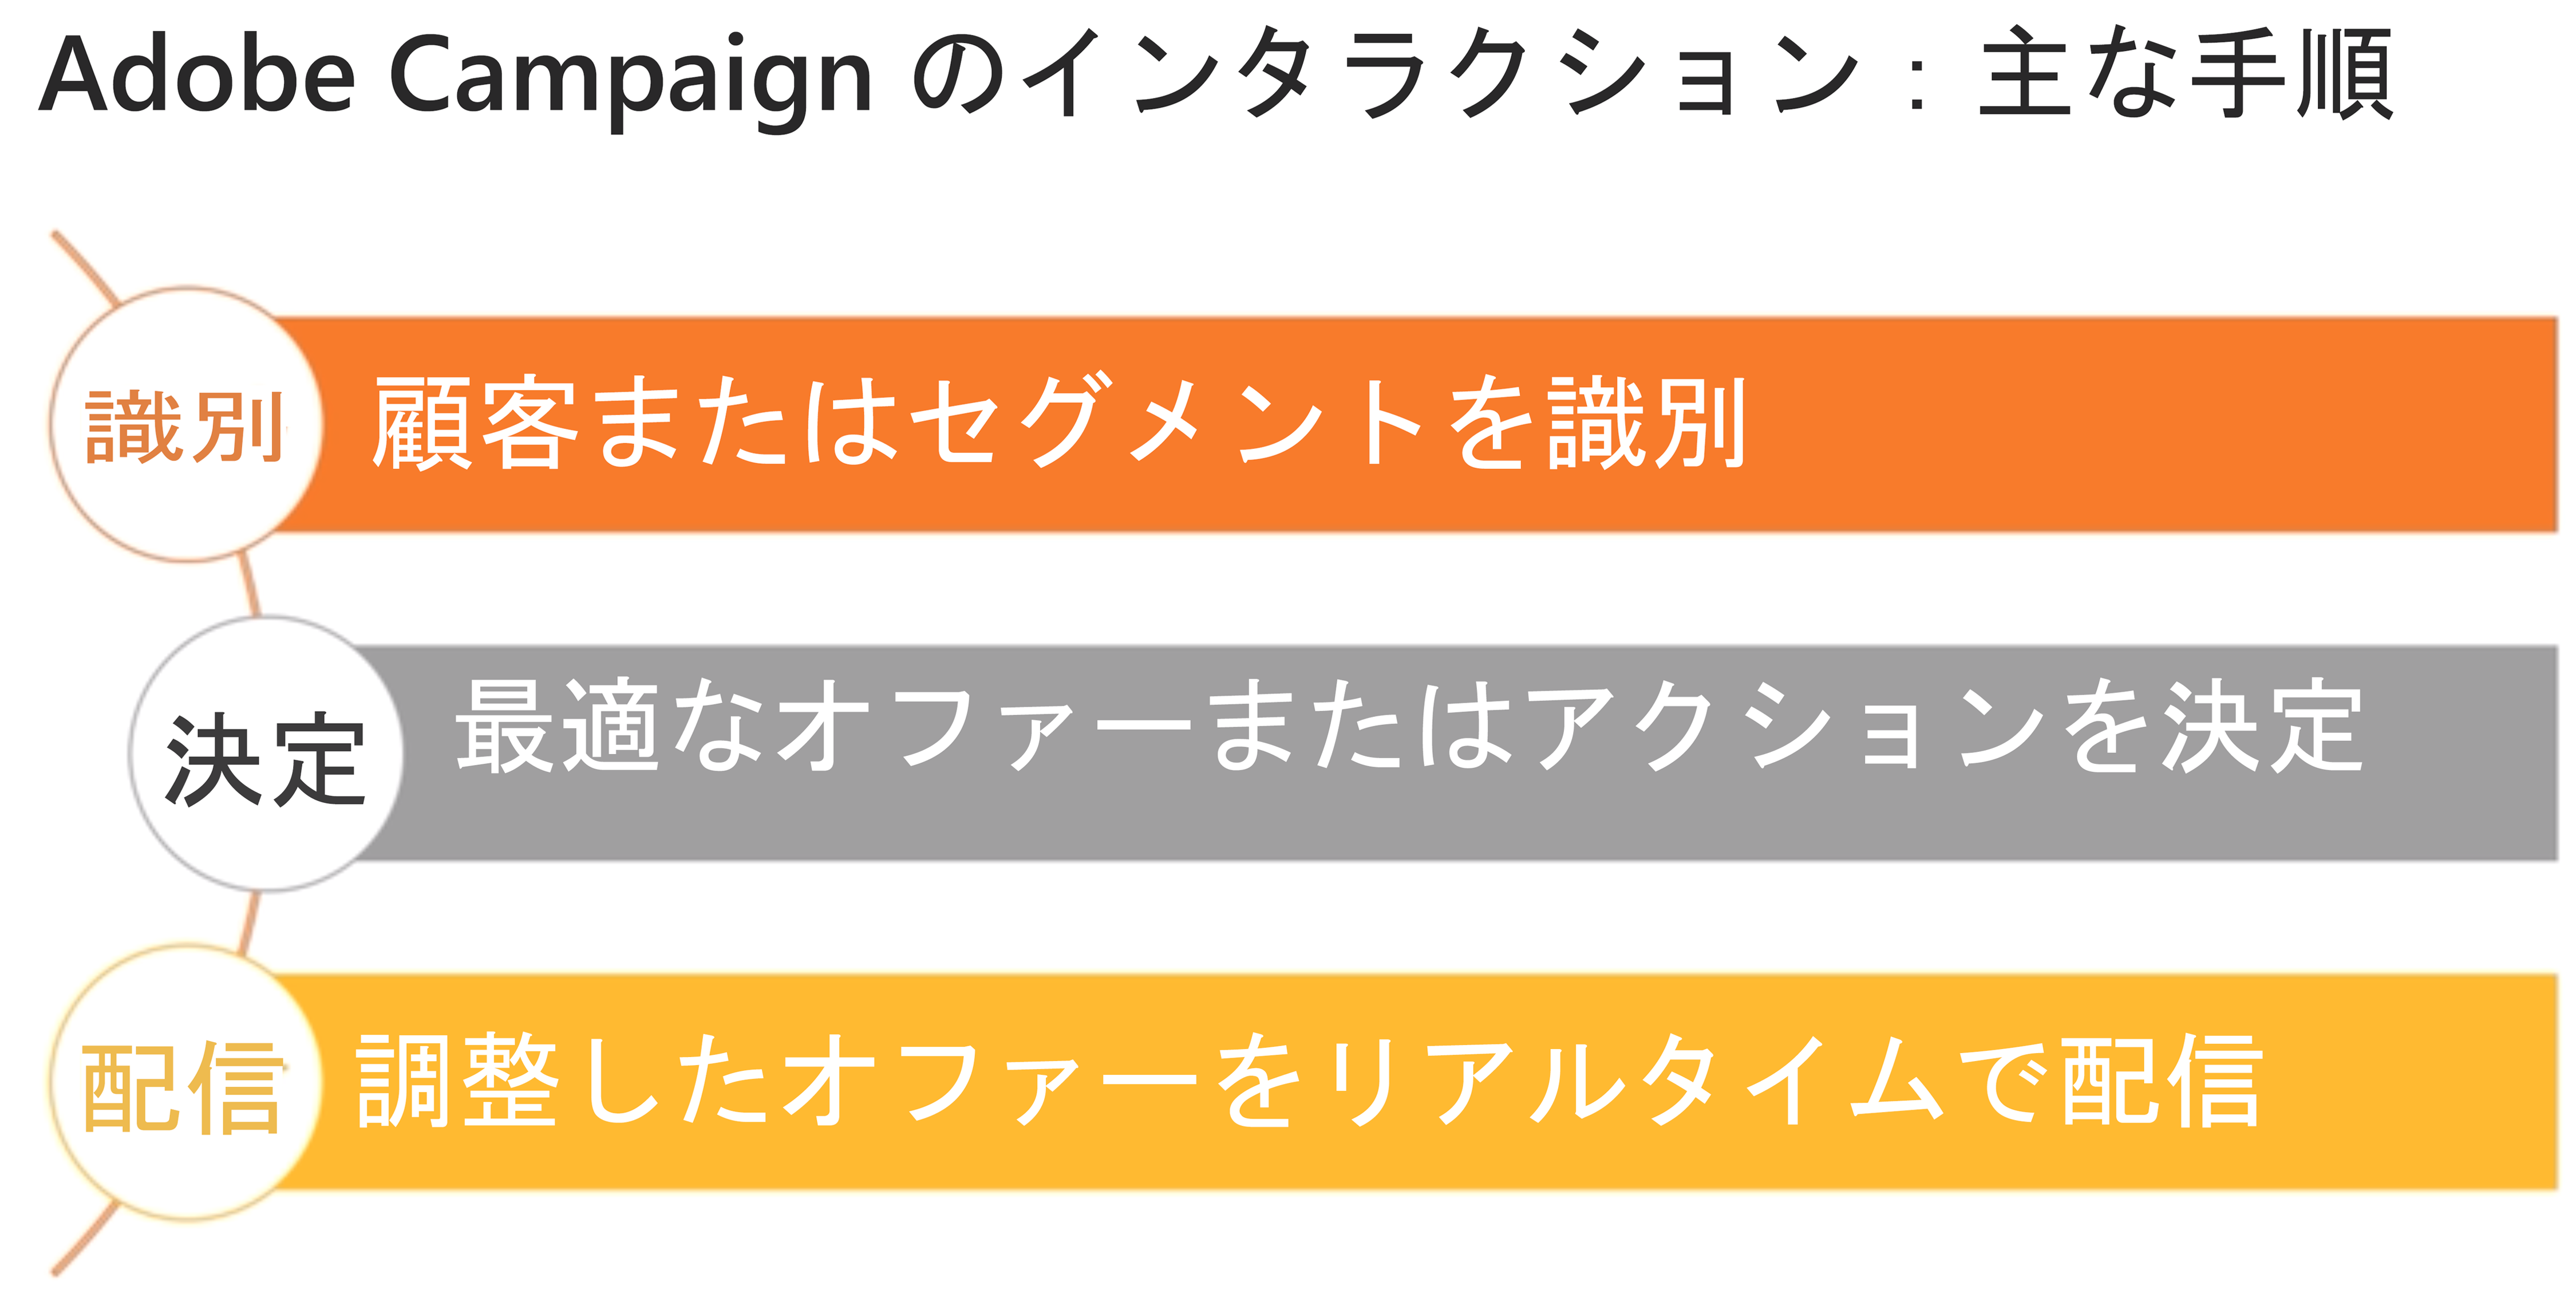 Adobe Campaign のインタラクション：主な手順
識別
顧客またはセグメントを識別
決定
最適なオファーまたはアクションを決定
配信
調整したオファーをリアルタイムで配信